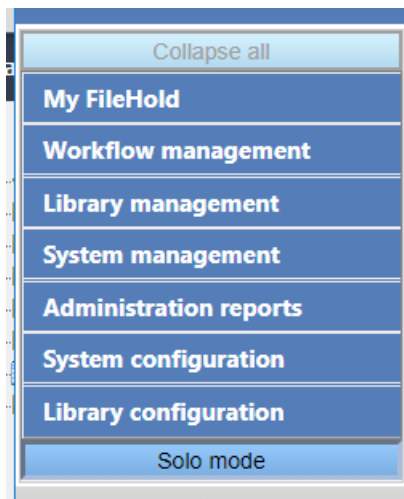 Collapse all
My FileHold
Workflow management
Library management
System management
Administration reports
System configuration
Library configuration
Solo mode